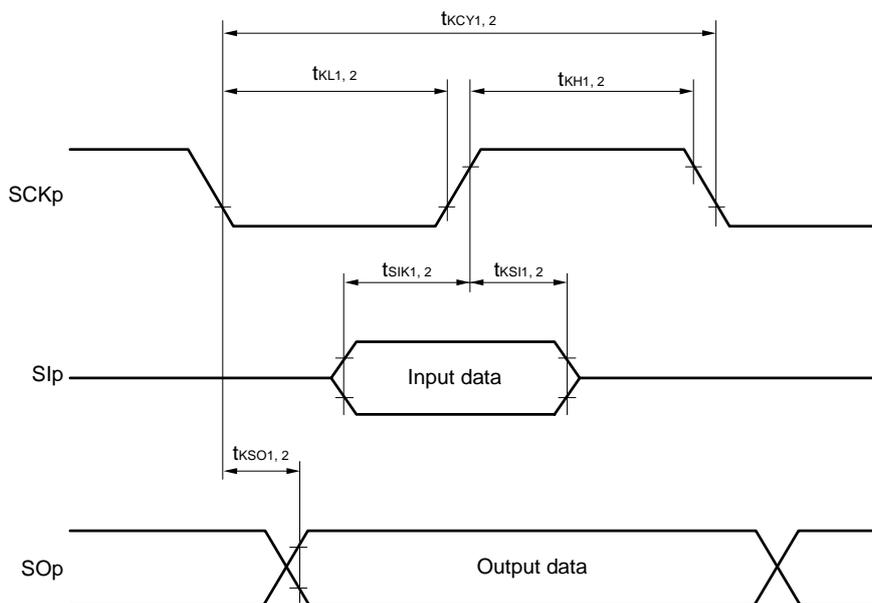 tKCY1, 2
tKL1, 2
tKH1, 2
SCKp
tSIK1, 2
tKSI1, 2
SIp
Input data
tKSO1, 2
SOp
Output data